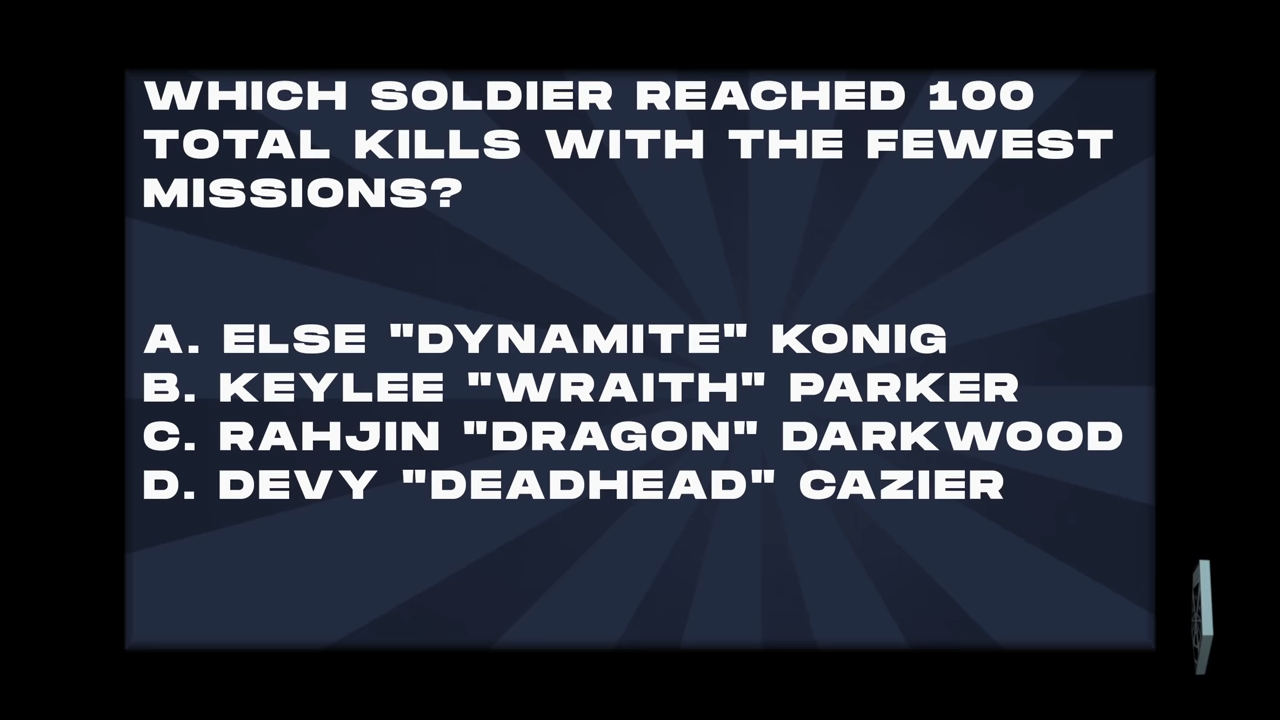 WHICH SOLDIER REACHED 100
TOTAL KILLS WITH THE FEWEST
MISSIONS?
A. ELSE "DYNAMITE" KONIG
B. KEYLEE "WRAITH" PARKER
C. RAHJIN "DRAGON" DARKWOOD
D. DEVY "DEADHEAD" CAZIER